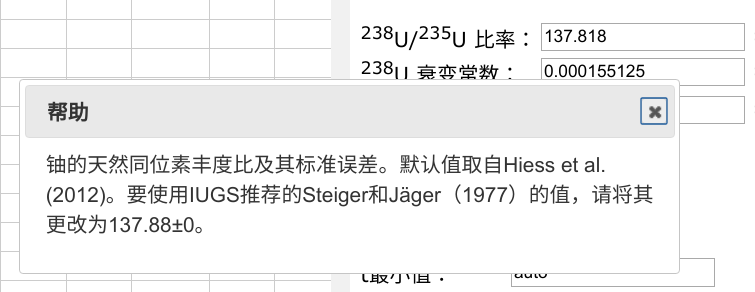 ²³⁸U/²³⁵U 比率： 137.818
²³⁸U 衰变常数： 0.000155125
帮助
铀的天然同位素丰度比及其标准误差。默认值取自Hiess et al.
(2012)。要使用IUGS推荐的Steiger和Jäger（1977）的值，请将其
更改为137.88±0。
t最小值： auto